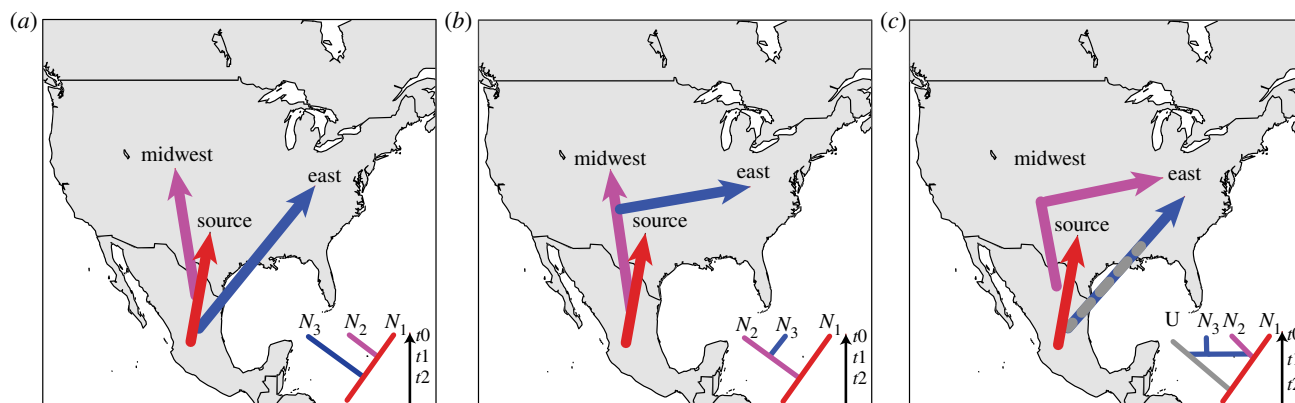 (a)
midwest
east
source
N3 N2 N1 t0
t1
t2
(b)
midwest
east
source
N2 N3 N1 t0
t1
t2
(c)
midwest
east
source
U N3 N2 N1 t0
t1
t2